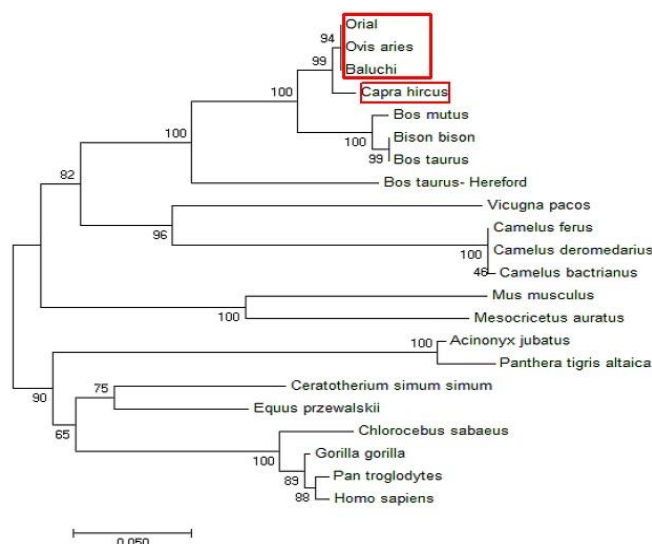 Orial
94
Ovis aries
99
Baluchi
100
Capra hircus
Bos mutus
100
100
Bison bison
99
Bos taurus
82
Bos taurus- Hereford
Vicugna pacos
96
Camelus ferus
100
Camelus deromedarius
46
Camelus bactrianus
Mus musculus
100
Mesocricetus auratus
100
Acinonyx jubatus
Panthera tigris altaica
75
Ceratotherium simum simum
90
Equus przewalskii
65
Chlorocebus sabaeus
100
Gorilla gorilla
89
Pan troglodytes
88
Homo sapiens
0.050